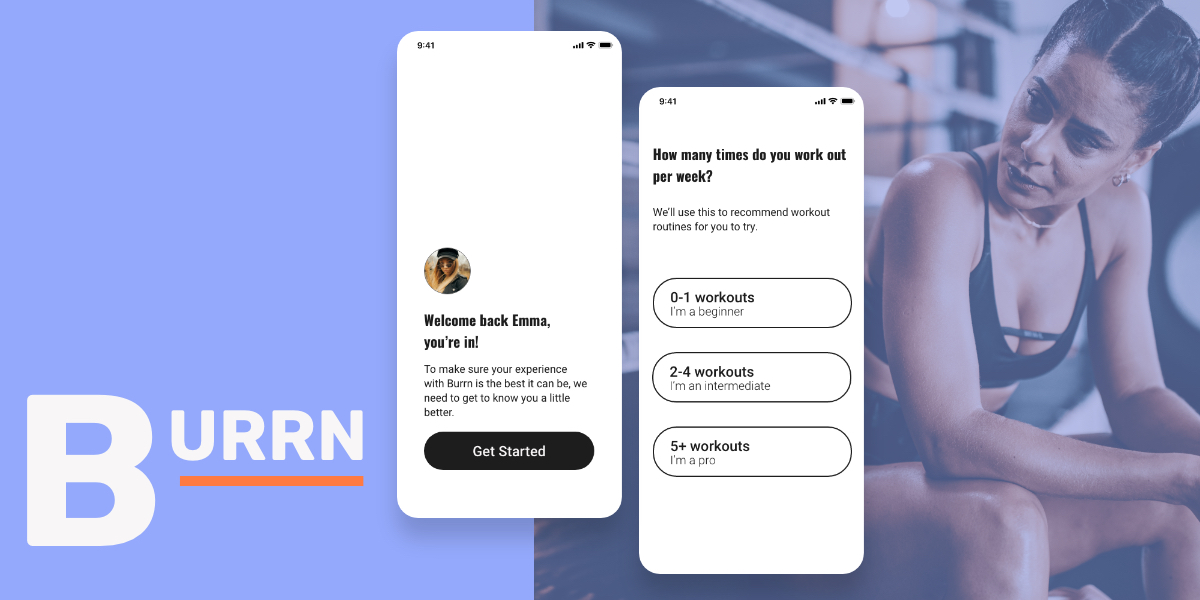 BURRN
9:41
Welcome back Emma,
you’re in!
To make sure your experience
with Burrn is the best it can be, we
need to get to know you a little
better.
Get Started
9:41
How many times do you work out
per week?
We’ll use this to recommend workout
routines for you to try.
0-1 workouts
I’m a beginner
2-4 workouts
I’m an intermediate
5+ workouts
I’m a pro